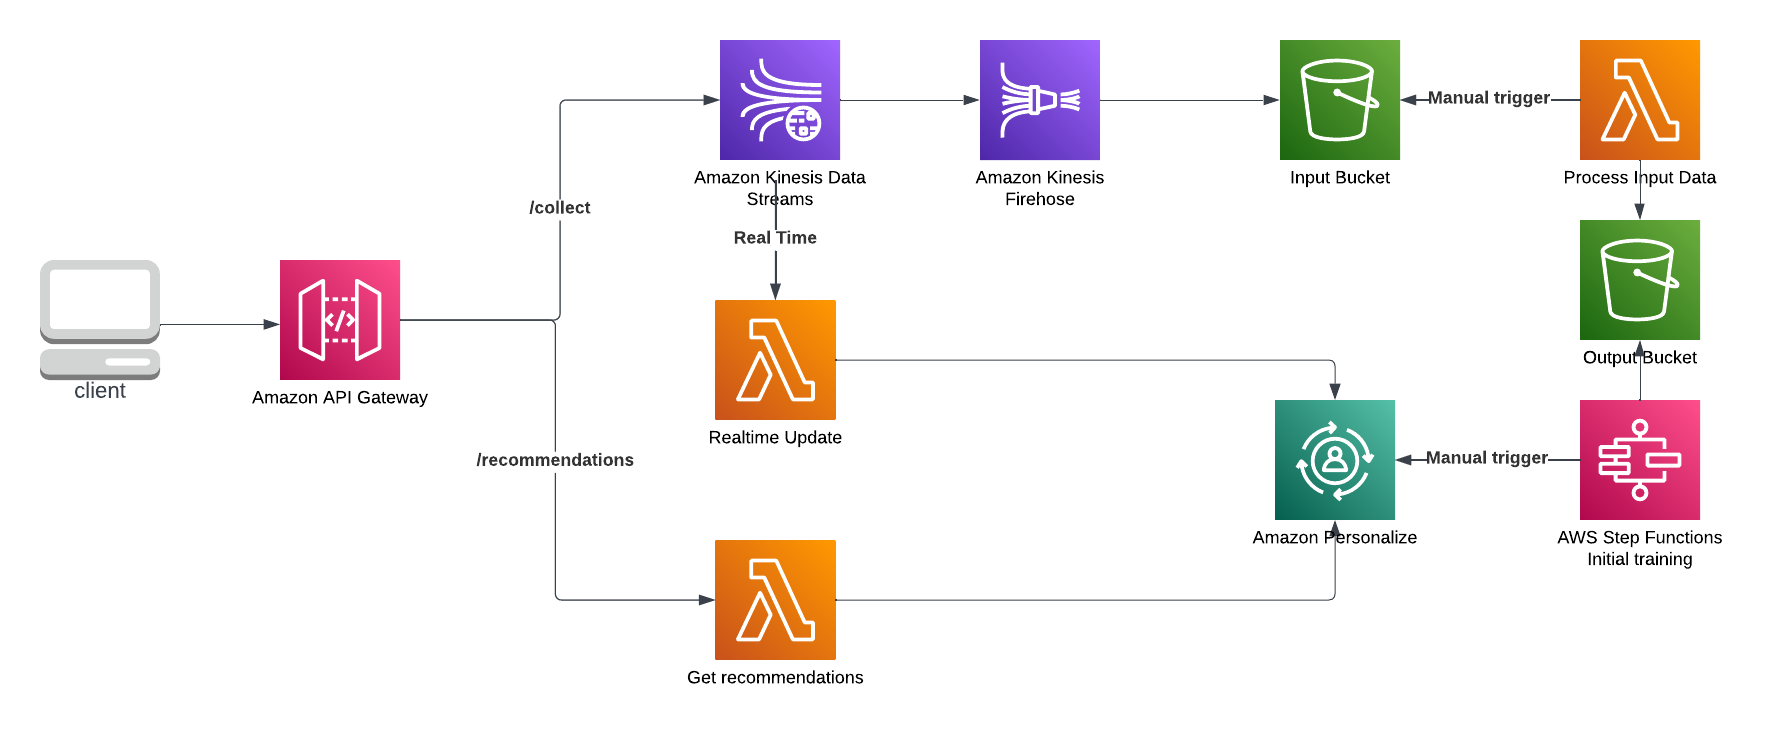 Amazon Kinesis Data
Streams
Amazon Kinesis
Firehose
Input Bucket
Manual trigger
Process Input Data
/collect
Real Time
client
Amazon API Gateway
Realtime Update
Output Bucket
/recommendations
Manual trigger
Amazon Personalize
AWS Step Functions
Initial training
Get recommendations